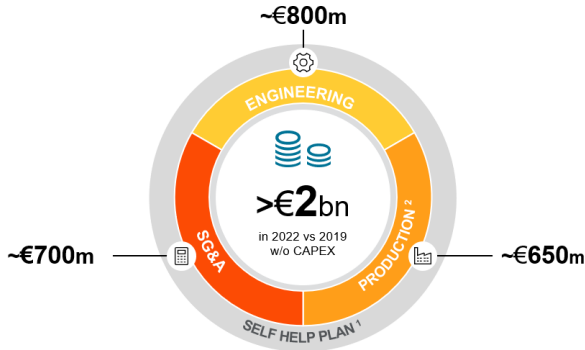 ~€800m
ENGINEERING
>€2bn
in 2022 vs 2019
w/o CAPEX
~€700m
SG&A
PRODUCTION ²
~€650m
SELF HELP PLAN ¹